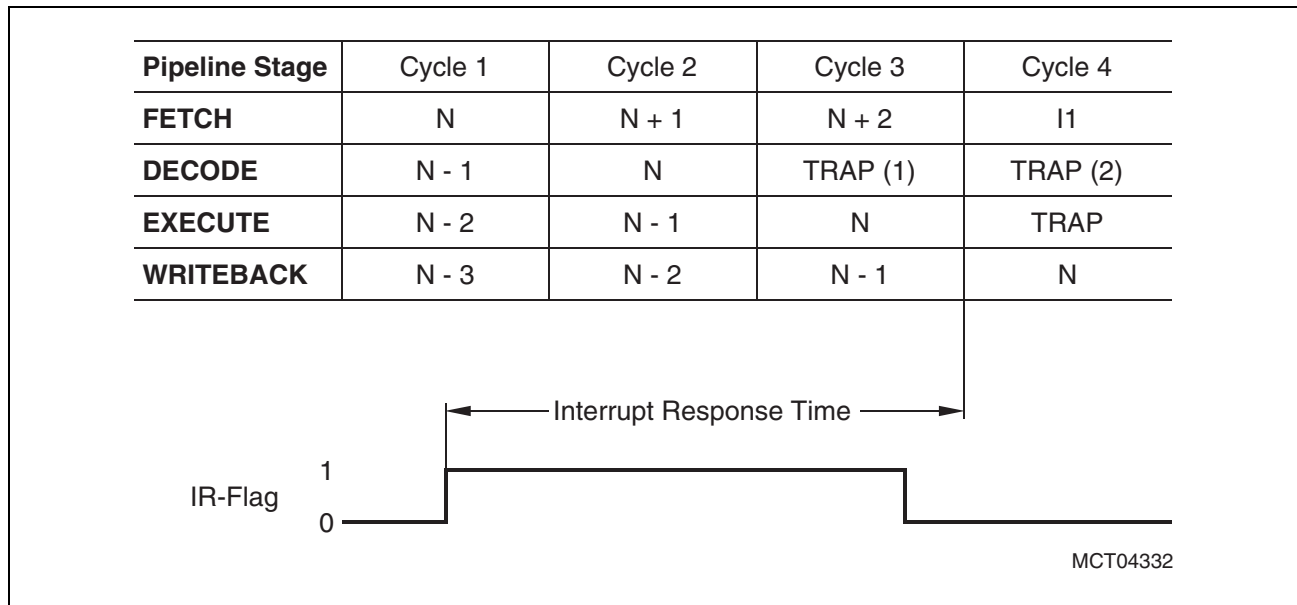 Pipeline Stage Cycle 1 Cycle 2 Cycle 3 Cycle 4
FETCH N N + 1 N + 2 I1
DECODE N - 1 N TRAP (1) TRAP (2)
EXECUTE N - 2 N - 1 N TRAP
WRITEBACK N - 3 N - 2 N - 1 N
Interrupt Response Time
1
IR-Flag
0
MCT04332